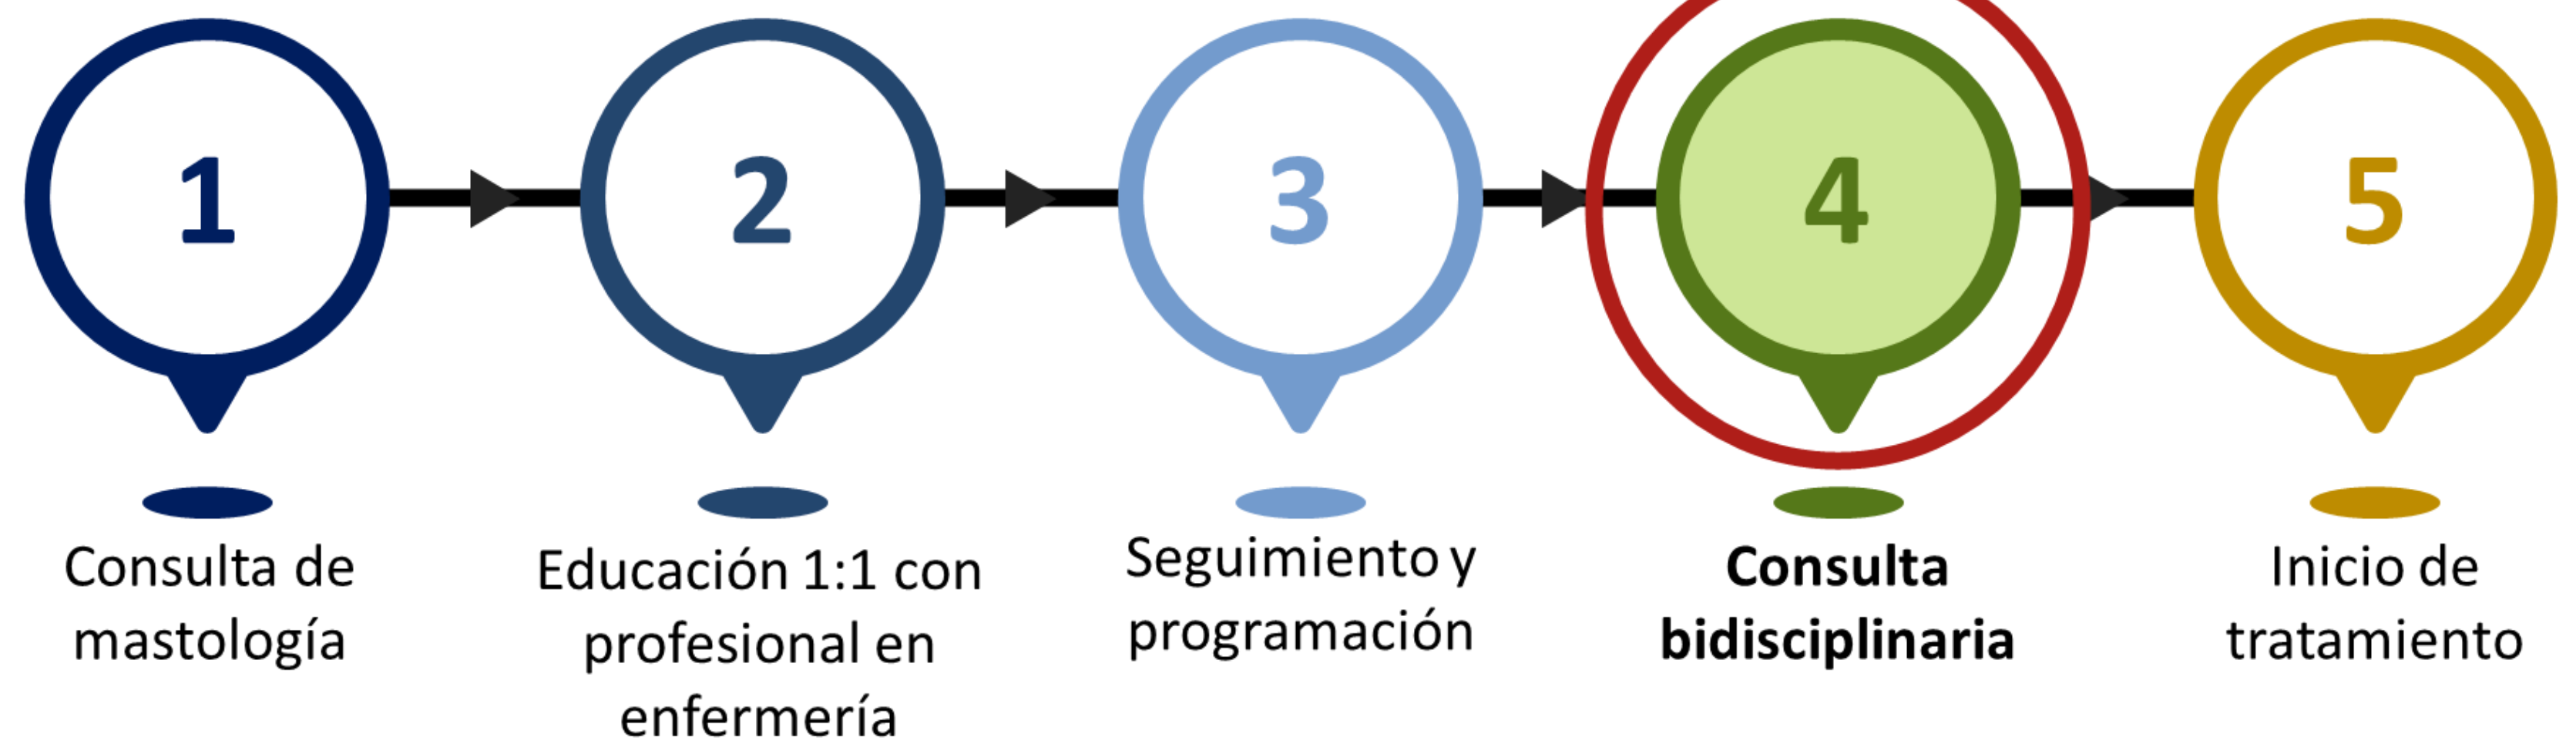 1
2
3
4
5
Consulta de
mastología
Educación 1:1 con
profesional en
enfermería
Seguimiento y
programación
Consulta
bidisciplinaria
Inicio de
tratamiento